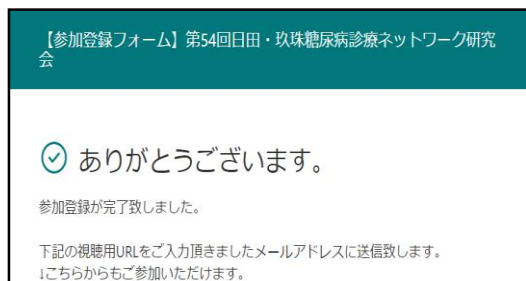 【参加登録フォーム】第54回日田・玖珠糖尿病診療ネットワーク研究
会
ありがとうございます。
参加登録が完了致しました。
下記の視聴用URLをご入力頂きましたメールアドレスに送信致します。
↓こちらからもご参加いただけます。